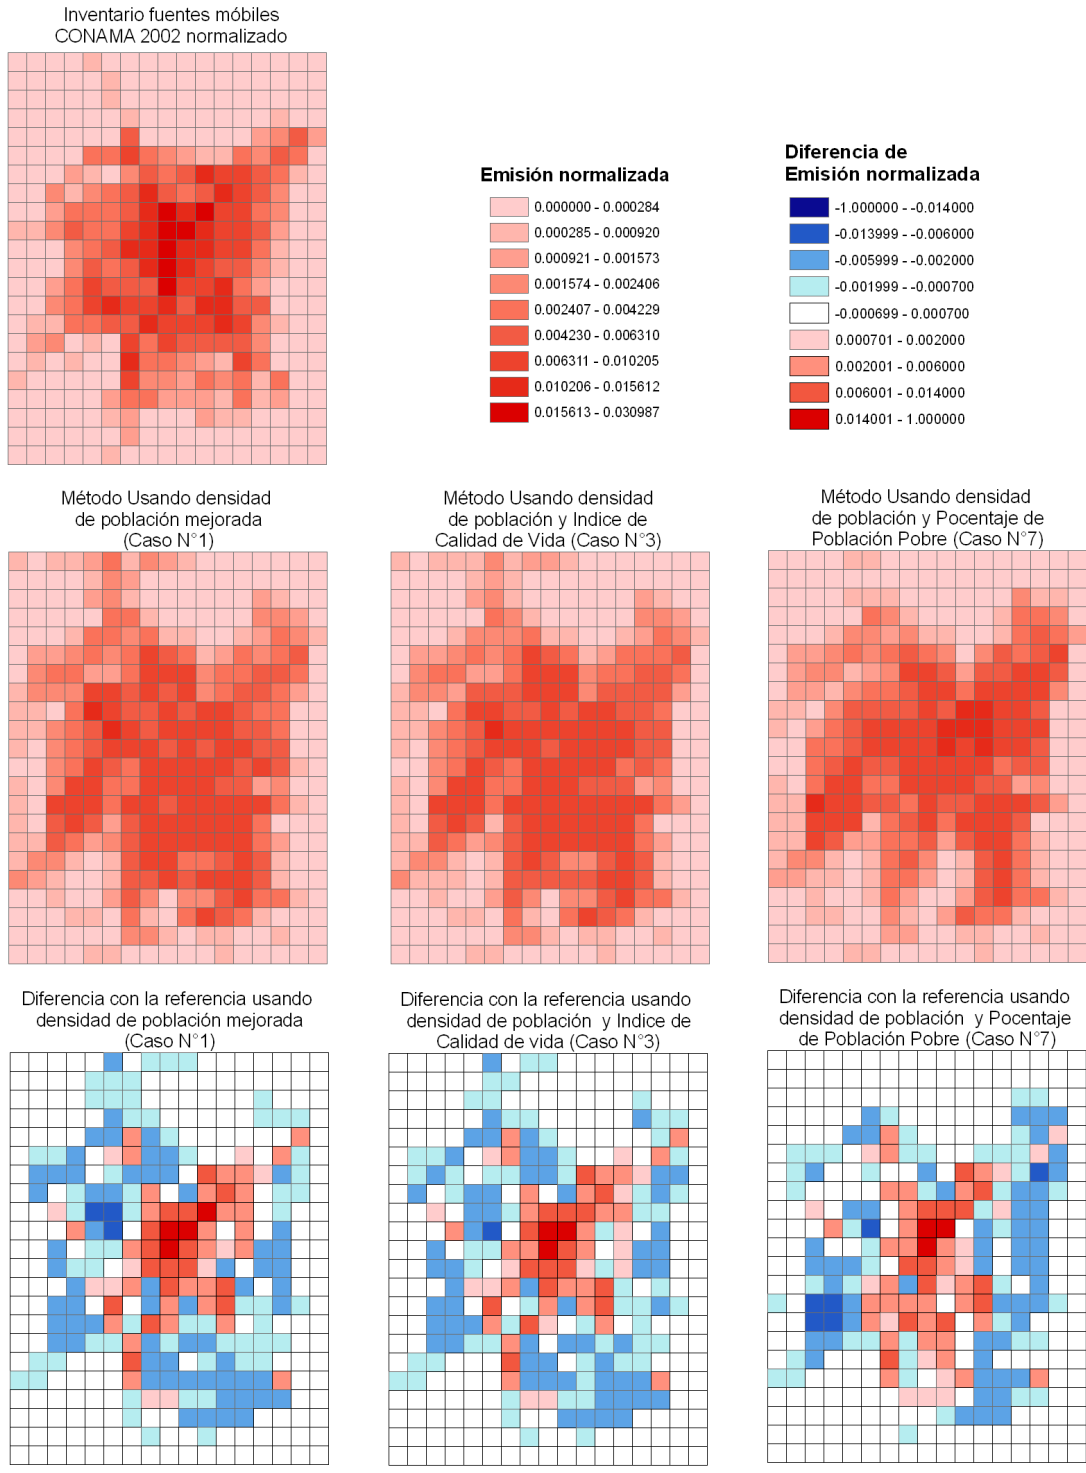 Inventario fuentes móbiles
CONAMA 2002 normalizado
Emisión normalizada
0.000000 - 0.000284
0.000285 - 0.000920
0.000921 - 0.001573
0.001574 - 0.002406
0.002407 - 0.004229
0.004230 - 0.006310
0.006311 - 0.010205
0.010206 - 0.015612
0.015613 - 0.030987
Diferencia de
Emisión normalizada
-1.000000 - -0.014000
-0.013999 - -0.006000
-0.005999 - -0.002000
-0.001999 - -0.000700
-0.000699 - 0.000700
0.000701 - 0.002000
0.002001 - 0.006000
0.006001 - 0.014000
0.014001 - 1.000000
Método Usando densidad
de población mejorada
(Caso N°1)
Método Usando densidad
de población y Indice de
Calidad de Vida (Caso N°3)
Método Usando densidad
de población y Pocentaje de
Población Pobre (Caso N°7)
Diferencia con la referencia usando
densidad de población mejorada
(Caso N°1)
Diferencia con la referencia usando
densidad de población y Indice de
Calidad de vida (Caso N°3)
Diferencia con la referencia usando
densidad de población y Pocentaje
de Población Pobre (Caso N°7)